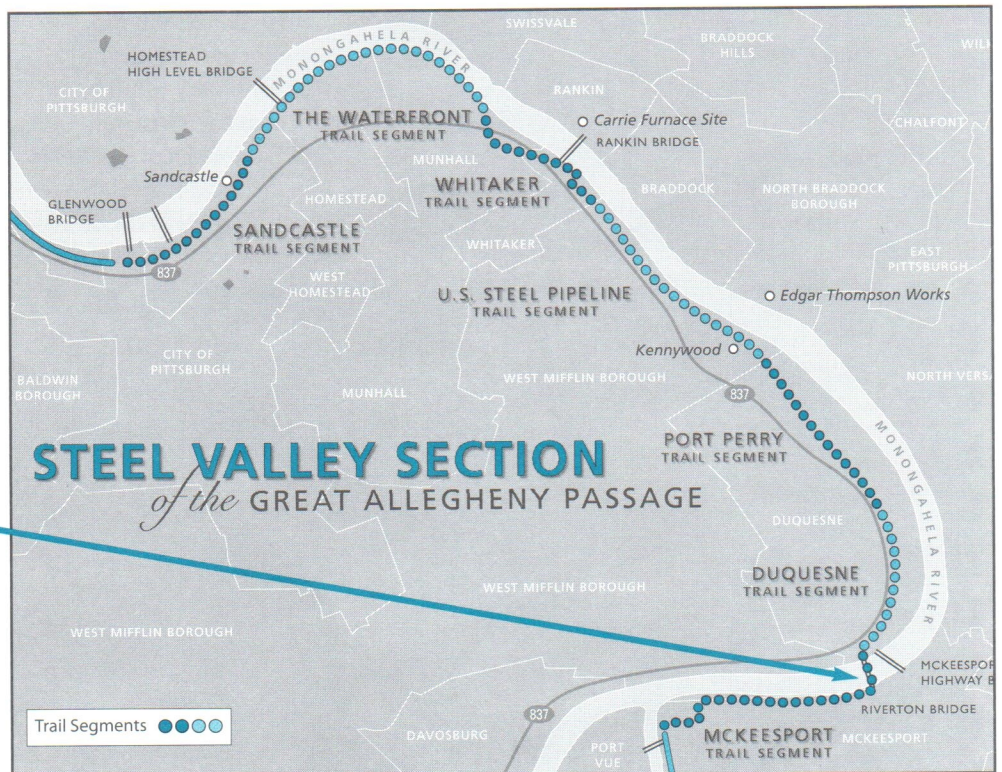 SWISSVALE
BRADDOCK
HILLS
HOMESTEAD
HIGH LEVEL BRIDGE
MONONGAHELA RIVER
CITY OF
PITTSBURGH
RANKIN
THE WATERFRONT
TRAIL SEGMENT
Carrie Furnace Site
RANKIN BRIDGE
CHALFONT
MUNHALL
Sandcastle
WHITAKER
TRAIL SEGMENT
BRADDOCK
NORTH BRADDOCK
BOROUGH
GLENWOOD
BRIDGE
HOMESTEAD
SANDCASTLE
TRAIL SEGMENT
WHITAKER
EAST
PITTSBURGH
837
WEST
HOMESTEAD
U.S. STEEL PIPELINE
TRAIL SEGMENT
Edgar Thompson Works
Kennywood
CITY OF
PITTSBURGH
BALDWIN
BOROUGH
WEST MIFFLIN BOROUGH
MUNHALL
837
PORT PERRY
TRAIL SEGMENT
MONONGAHELA RIVER
STEEL VALLEY SECTION
of the GREAT ALLEGHENY PASSAGE
DUQUESNE
DUQUESNE
TRAIL SEGMENT
WEST MIFFLIN BOROUGH
WEST MIFFLIN BOROUGH
HIGHWAY
RIVERTON BRIDGE
837
Trail Segments
DAVOSBURG
PORT
VUE
MCKEESPORT
TRAIL SEGMENT
MCKEESPORT